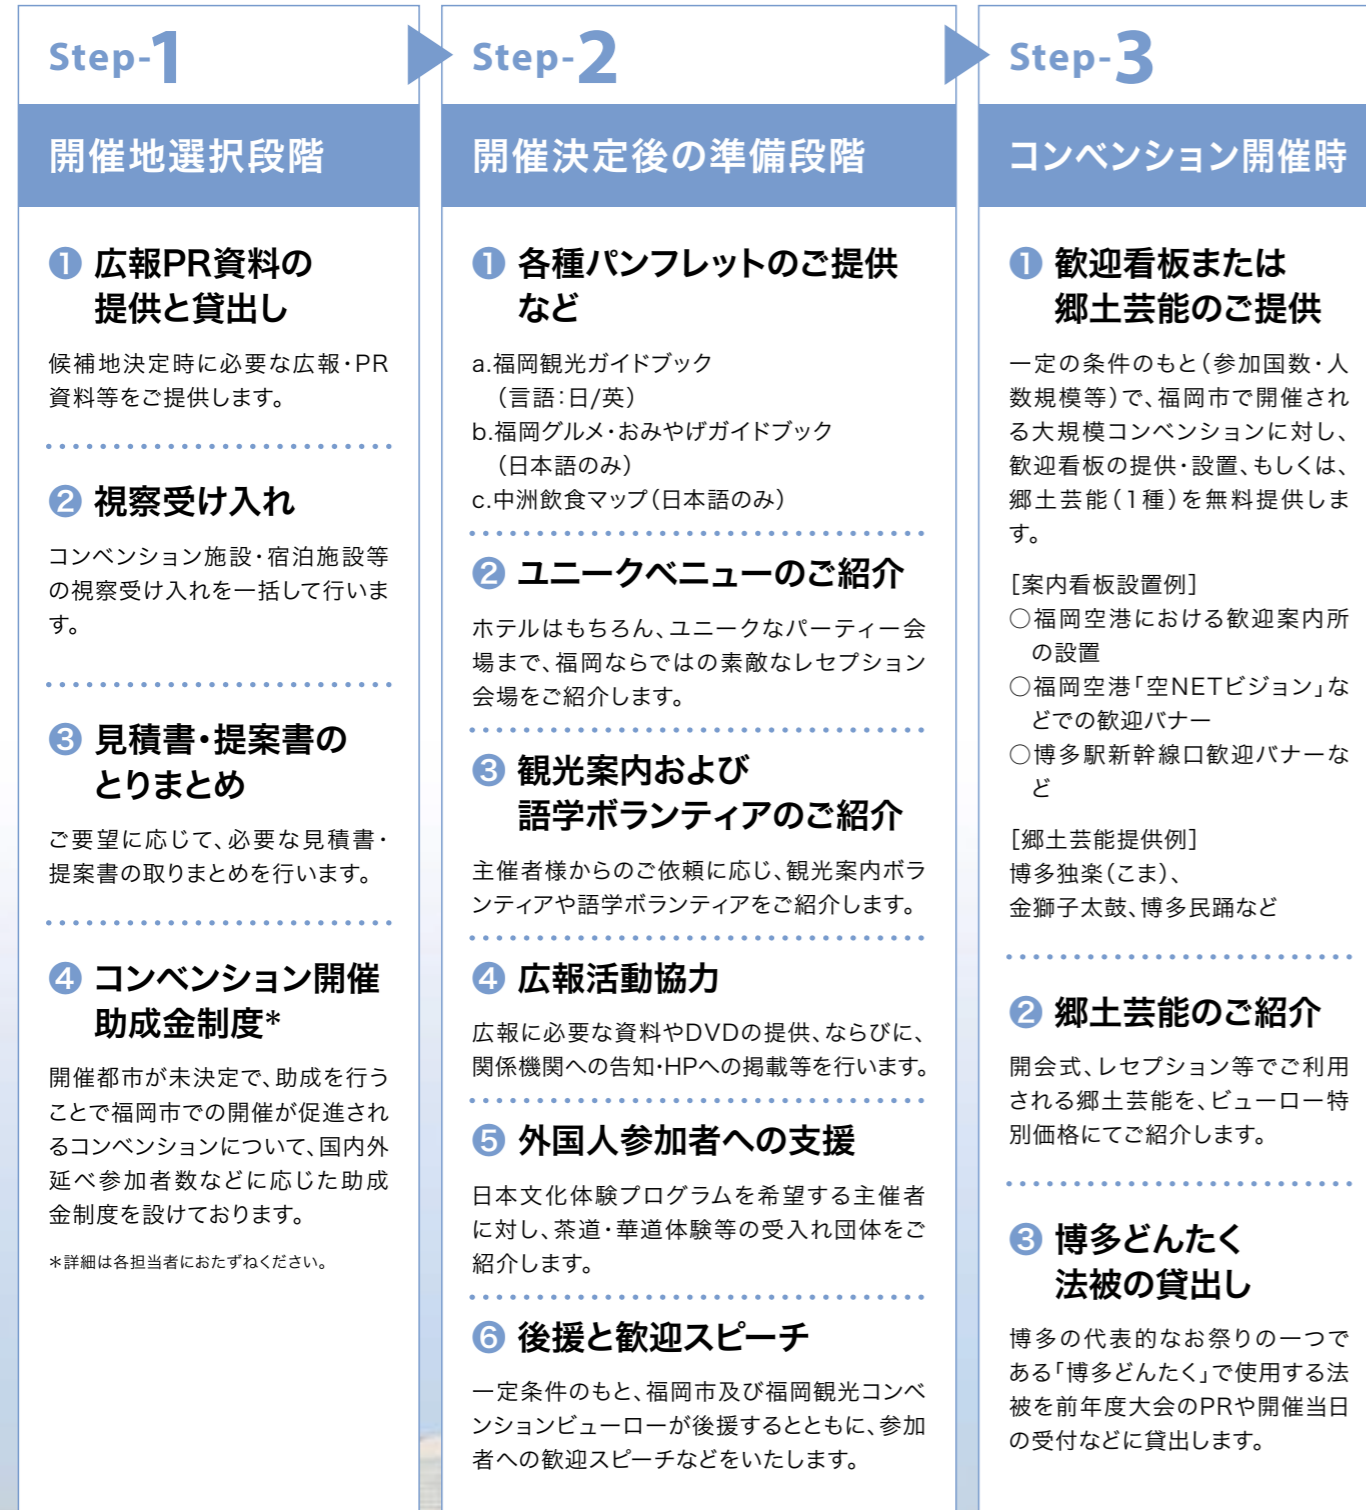 Step-1
開催地選択段階
❶ 広報PR資料の
提供と貸出し
候補地決定時に必要な広報・PR
資料等をご提供します。
❷ 視察受け入れ
コンベンション施設・宿泊施設等
の視察受け入れを一括して行いま
す。
❸ 見積書・提案書の
とりまとめ
ご要望に応じて、必要な見積書・
提案書の取りまとめを行います。
❹ コンベンション開催
助成金制度*
開催都市が未決定で、助成を行う
ことで福岡市での開催が促進され
るコンベンションについて、国内外
延べ参加者数などに応じた助成
金制度を設けております。
*詳細は各担当者におたずねください。
Step-2
開催決定後の準備段階
❶ 各種パンフレットのご提供
など
a.福岡観光ガイドブック
(言語:日/英)
b.福岡グルメ・おみやげガイドブック
(日本語のみ)
c.中洲飲食マップ(日本語のみ)
❷ ユニークベニューのご紹介
ホテルはもちろん、ユニークなパーティー会
場まで、福岡ならではの素敵なレセプション
会場をご紹介します。
❸ 観光案内および
語学ボランティアのご紹介
主催者様からのご依頼に応じ、観光案内ボラ
ンティアや語学ボランティアをご紹介します。
❹ 広報活動協力
広報に必要な資料やDVDの提供、ならびに、
関係機関への告知・HPへの掲載等を行います。
❺ 外国人参加者への支援
日本文化体験プログラムを希望する主催者
に対し、茶道・華道体験等の受入れ団体をご
紹介します。
❻ 後援と歓迎スピーチ
一定条件のもと、福岡市及び福岡観光コンベ
ンションビューローが後援するとともに、参加
者への歓迎スピーチなどをいたします。
Step-3
コンベンション開催時
❶ 歓迎看板または
郷土芸能のご提供
一定の条件のもと(参加国数・人
数規模等)で、福岡市で開催され
る大規模コンベンションに対し、
歓迎看板の提供・設置、もしくは、
郷土芸能(1種)を無料提供しま
す。
[案内看板設置例]
○福岡空港における歓迎案内所
の設置
○福岡空港「空NETビジョン」な
どでの歓迎バナー
○博多駅新幹線口歓迎バナーな
ど
[郷土芸能提供例]
博多独楽(こま)、
金獅子太鼓、博多民踊など
❷ 郷土芸能のご紹介
開会式、レセプション等でご利用
される郷土芸能を、ビューロー特
別価格にてご紹介します。
❸ 博多どんたく
法被の貸出し
博多の代表的なお祭りの一つで
ある「博多どんたく」で使用する法
被を前年度大会のPRや開催当日
の受付などに貸出します。